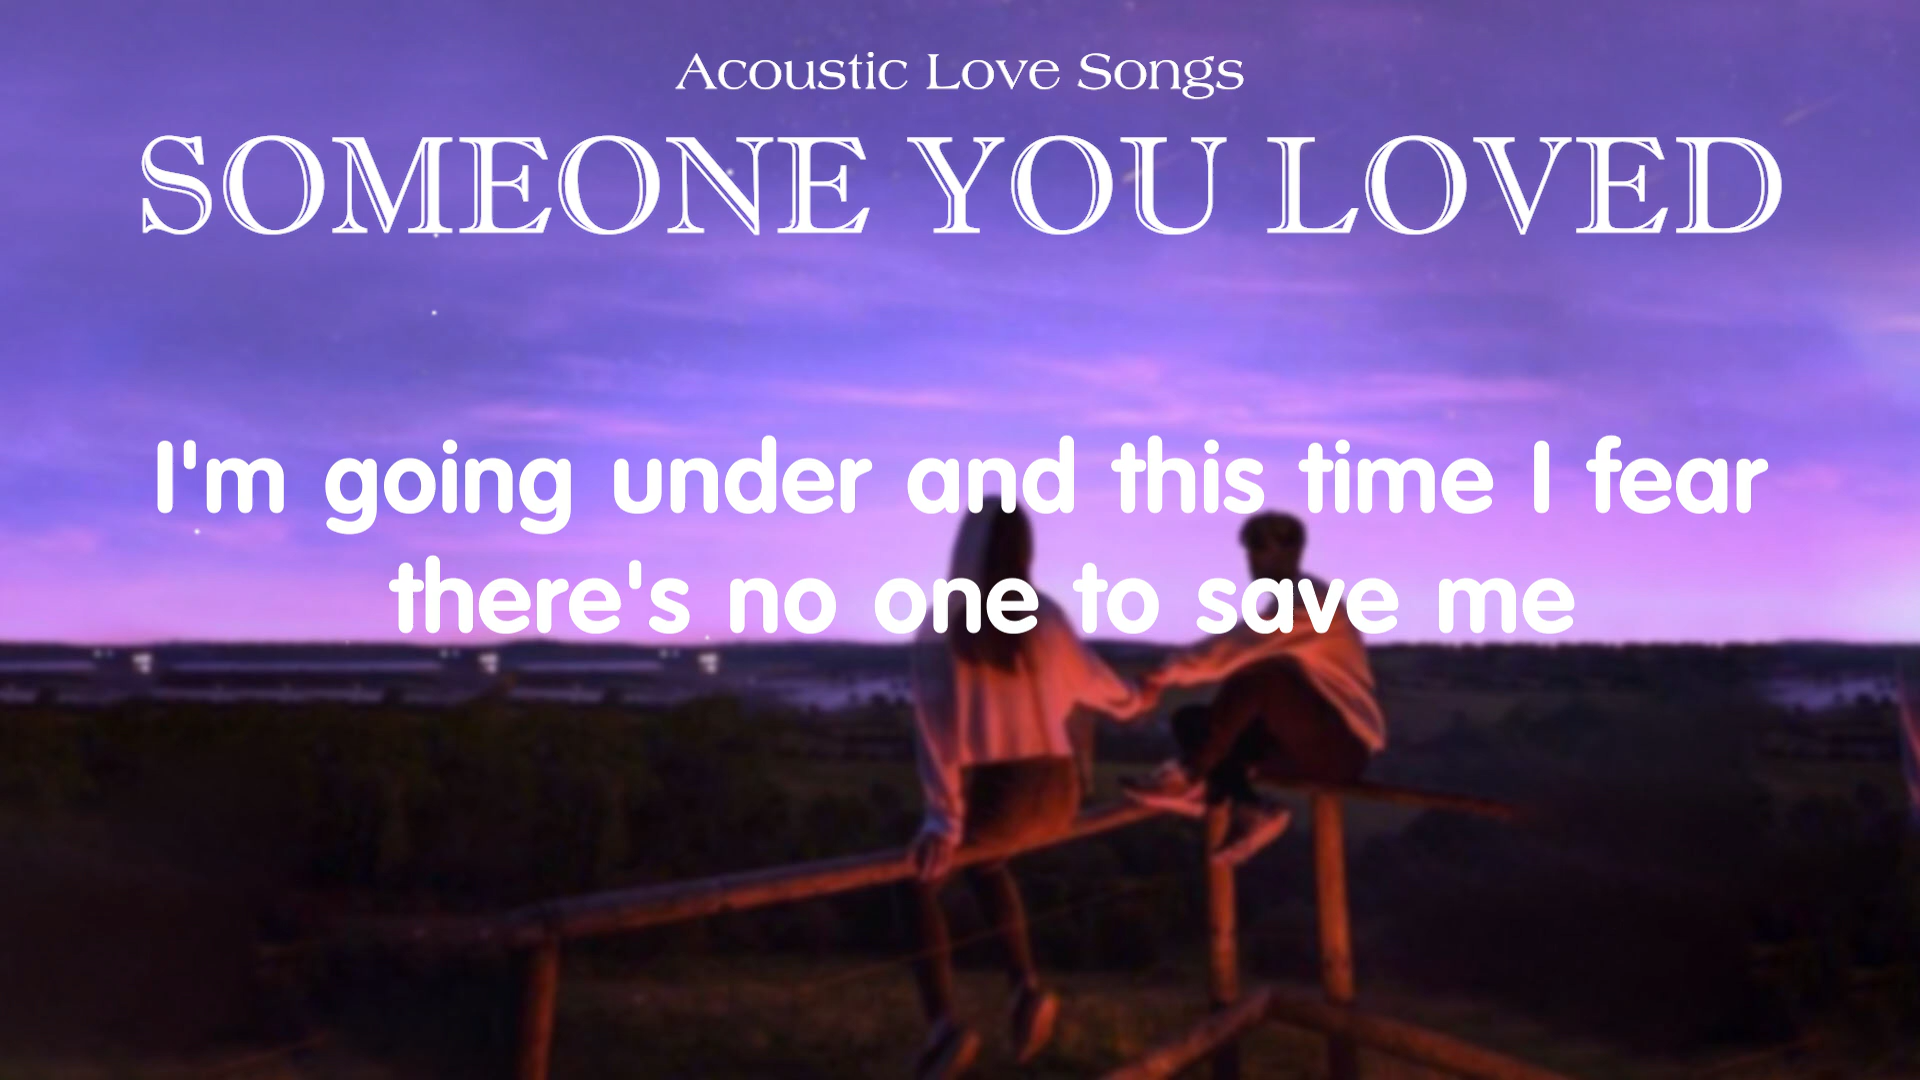 Acoustic Love Songs
SOMEONE YOU LOVED
I'm going under and this time I fear
there's no one to save me